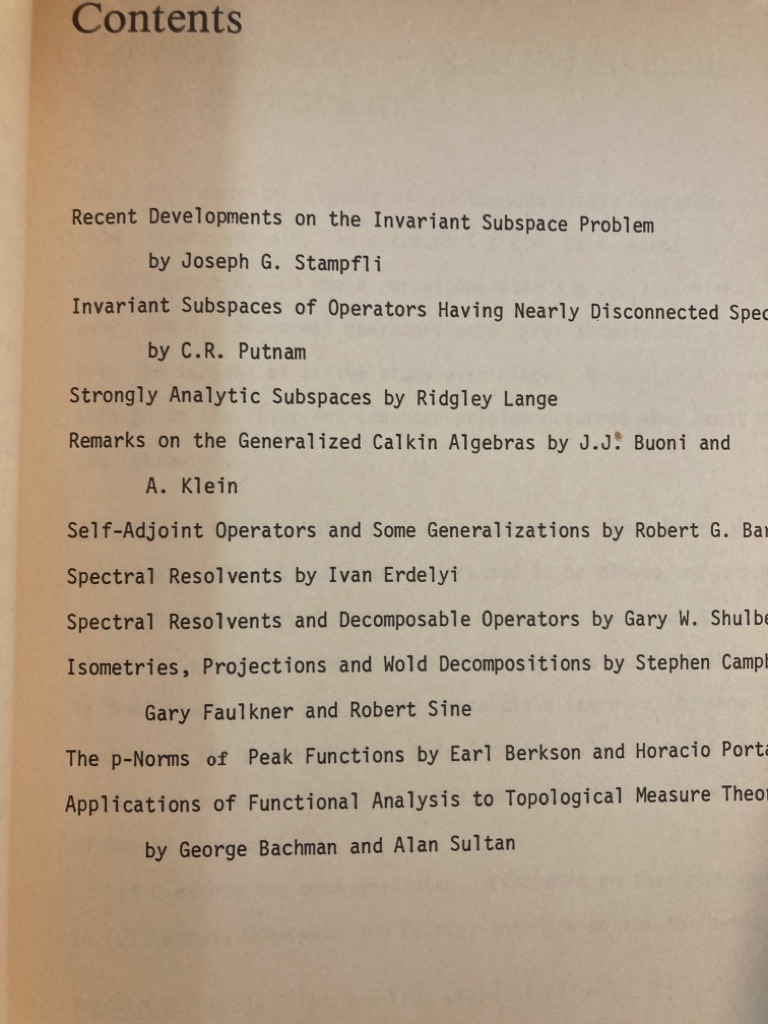 Contents
Recent Developments on the Invariant Subspace Problem
by Joseph G. Stampfli
Invariant Subspaces of Operators Having Nearly Disconnected
by C.R. Putnam
Strongly Analytic Subspaces by Ridgley Lange
Remarks on the Generalized Calkin Algebras by J.J. Buoni and
A. Klein
Self-Adjoint Operators and Some Generalizations by Robert G.
Spectral Resolvents by Ivan Erdelyi
Spectral Resolvents and Decomposable Operators by Gary W.
Isometries, Projections and Wold Decompositions by Stephen
Gary Faulkner and Robert Sine
The p-Norms of Peak Functions by Earl Berkson and Horacio Porta
Applications of Functional Analysis to Topological Measure
by George Bachman and Alan Sultan